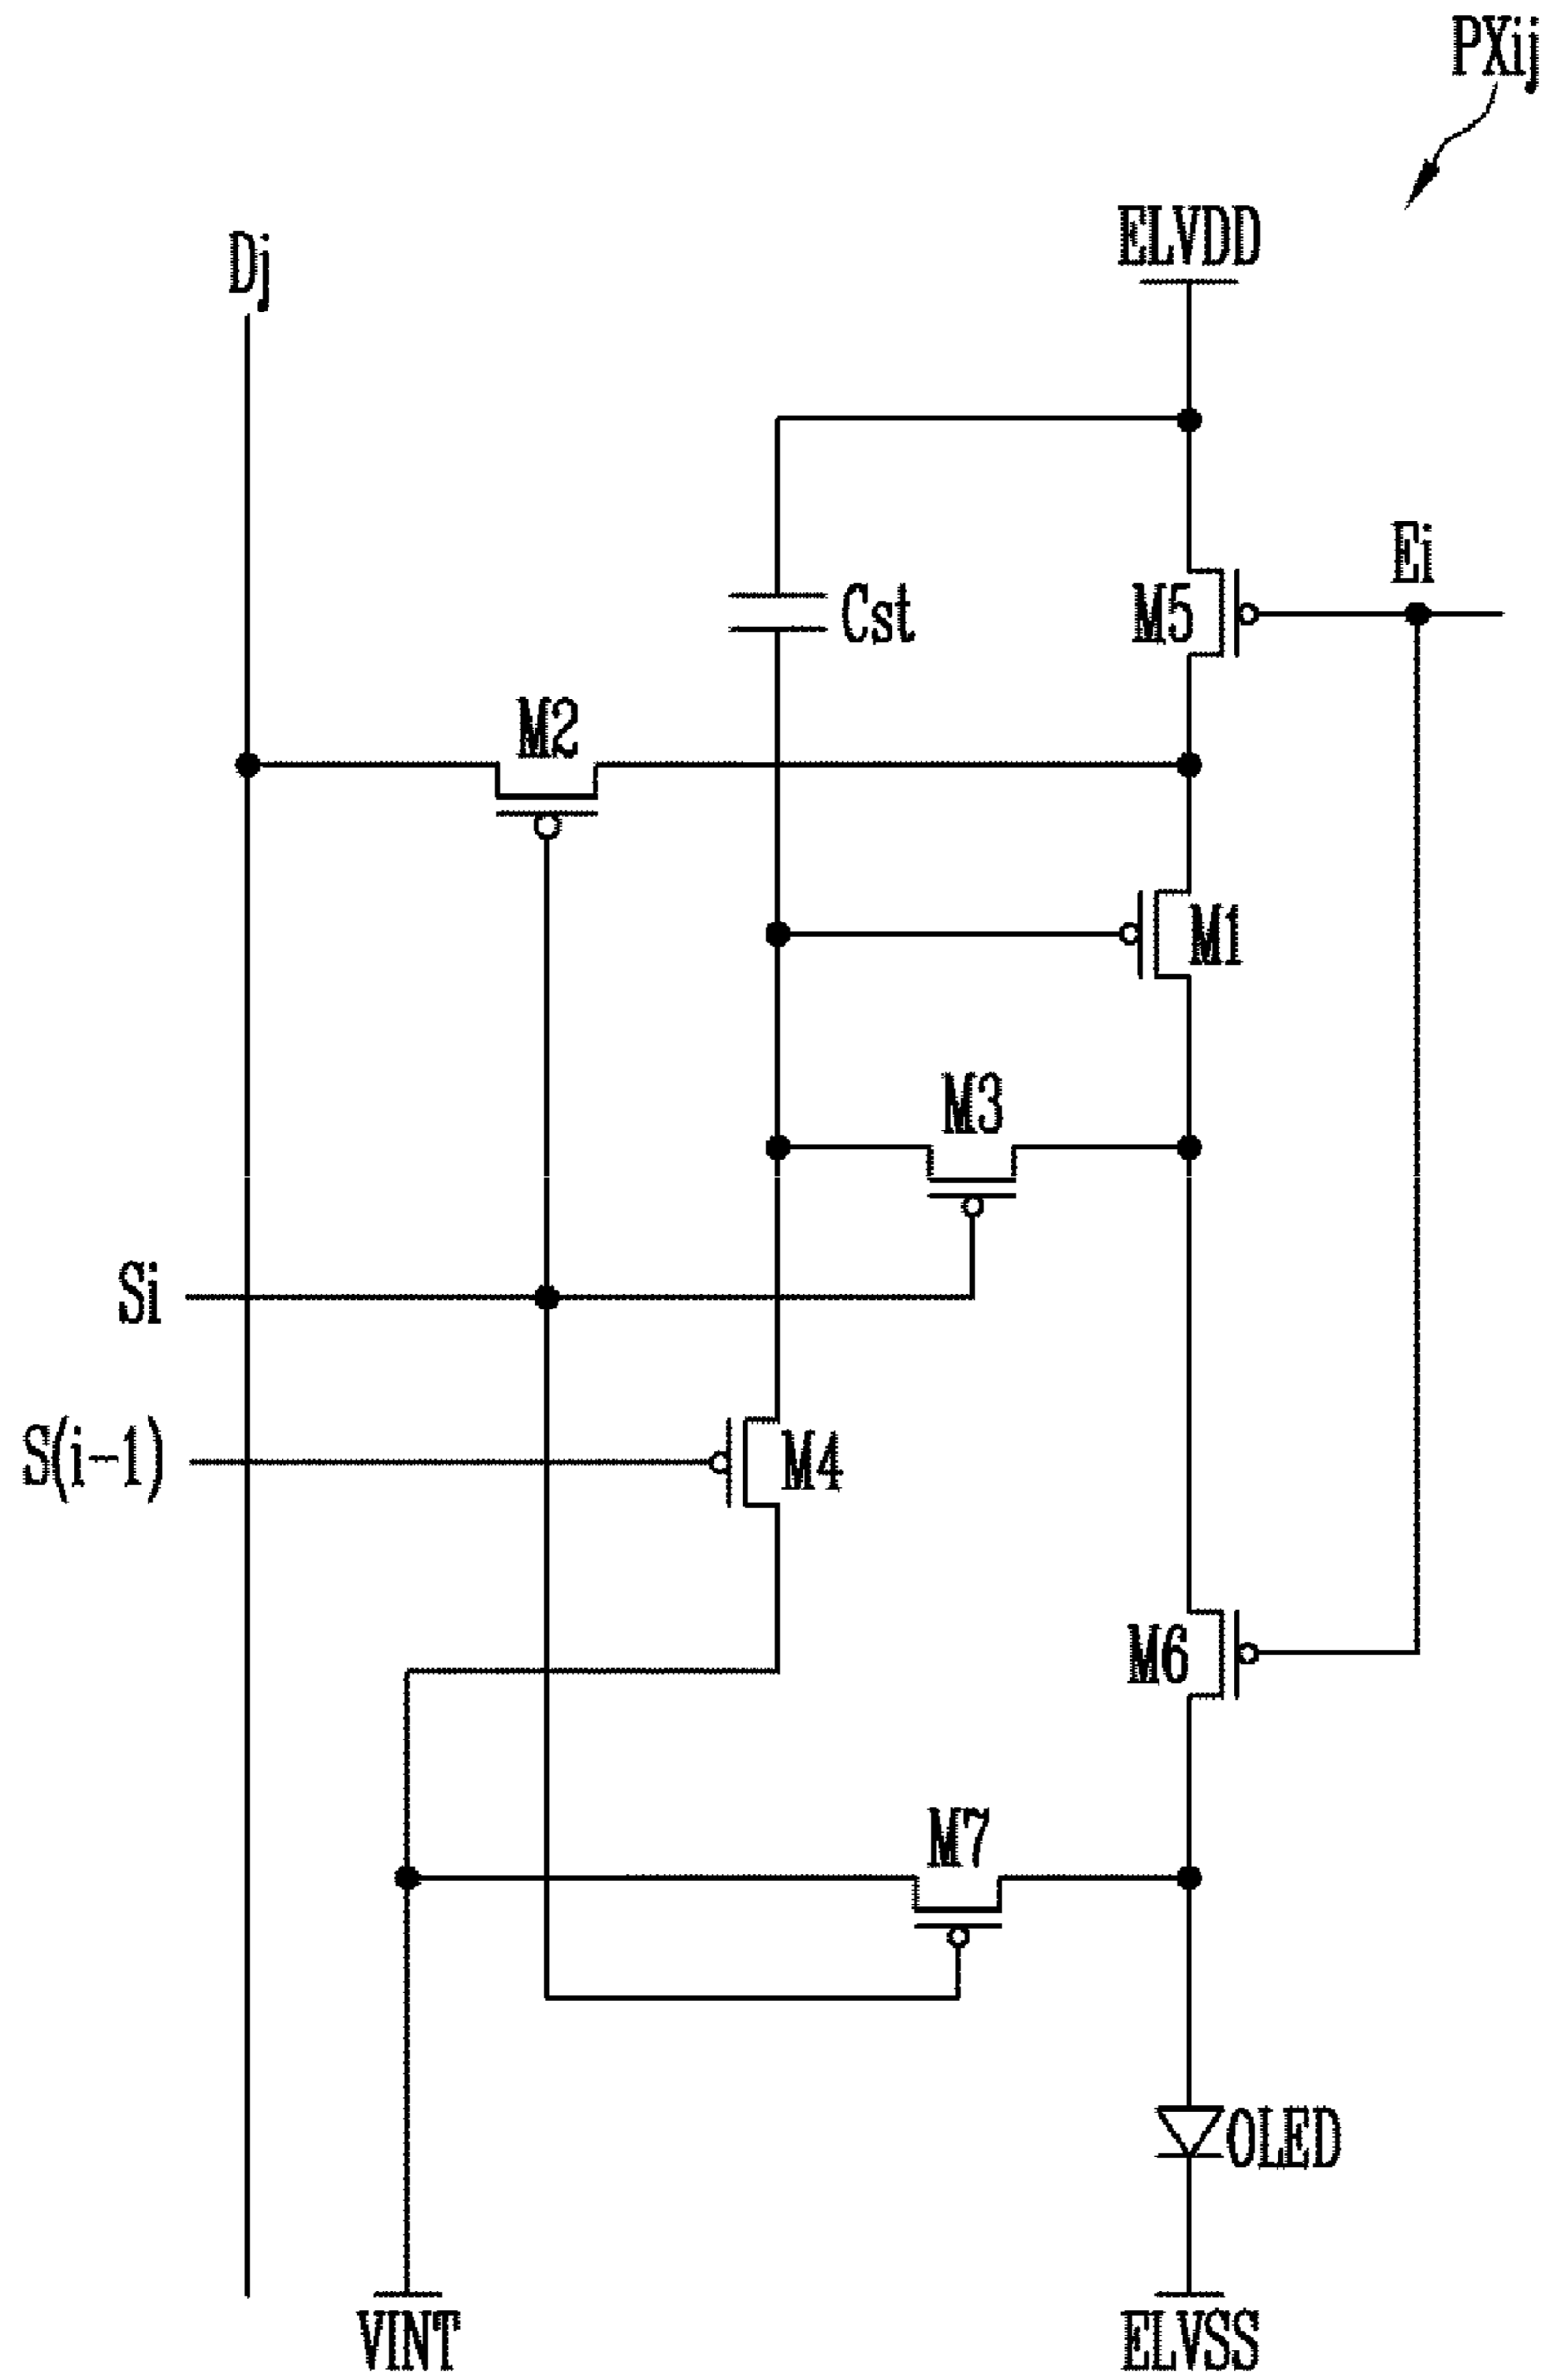 PXij
ELVDD
Dj
Ei
Cst
M5
M2
M1
M3
Si
S(i-1)
M4
M6
M7
OLED
VINT
ELVSS